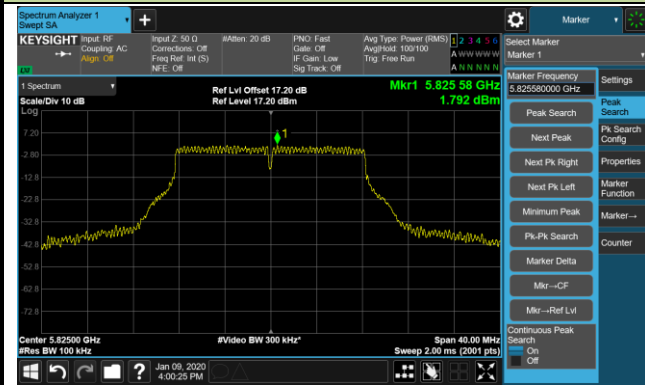 Spectrum Analyzer 1
Swept SA
+
Marker
KEYSIGHT
Input: RF
Coupling: AC
Align: Off
Input Z: 50 Ω
Corrections: Off
Freq Ref: Int (S)
NFE: Off
#Atten: 20 dB
PNO: Fast
Gate: Off
IF Gain: Low
Sig Track: Off
Avg Type: Power (RMS)
Avg|Hold: 100/100
Trig: Free Run
1 2 3 4 5 6
A W W W W W
A N N N N N
Select Marker
Marker 1
1 Spectrum
Scale/Div 10 dB
Log
Ref Lvl Offset 17.20 dB
Ref Level 17.20 dBm
Mkr1 5.825 58 GHz
1.792 dBm
1
7.20
-2.80
-12.8
-22.8
-32.8
-42.8
-52.8
-62.8
-72.8
Center 5.82500 GHz
#Res BW 100 kHz
#Video BW 300 kHz*
Span 40.00 MHz
Sweep 2.00 ms (2001 pts)
Marker Frequency
5.825580000 GHz
Peak Search
Next Peak
Next Pk Right
Next Pk Left
Minimum Peak
Pk-Pk Search
Marker Delta
Mkr→CF
Mkr→Ref Lvl
Continuous Peak
Search
On
Off
Settings
Peak
Search
Pk Search
Config
Properties
Marker
Function
Marker→
Counter
?
Jan 09, 2020
4:00:25 PM